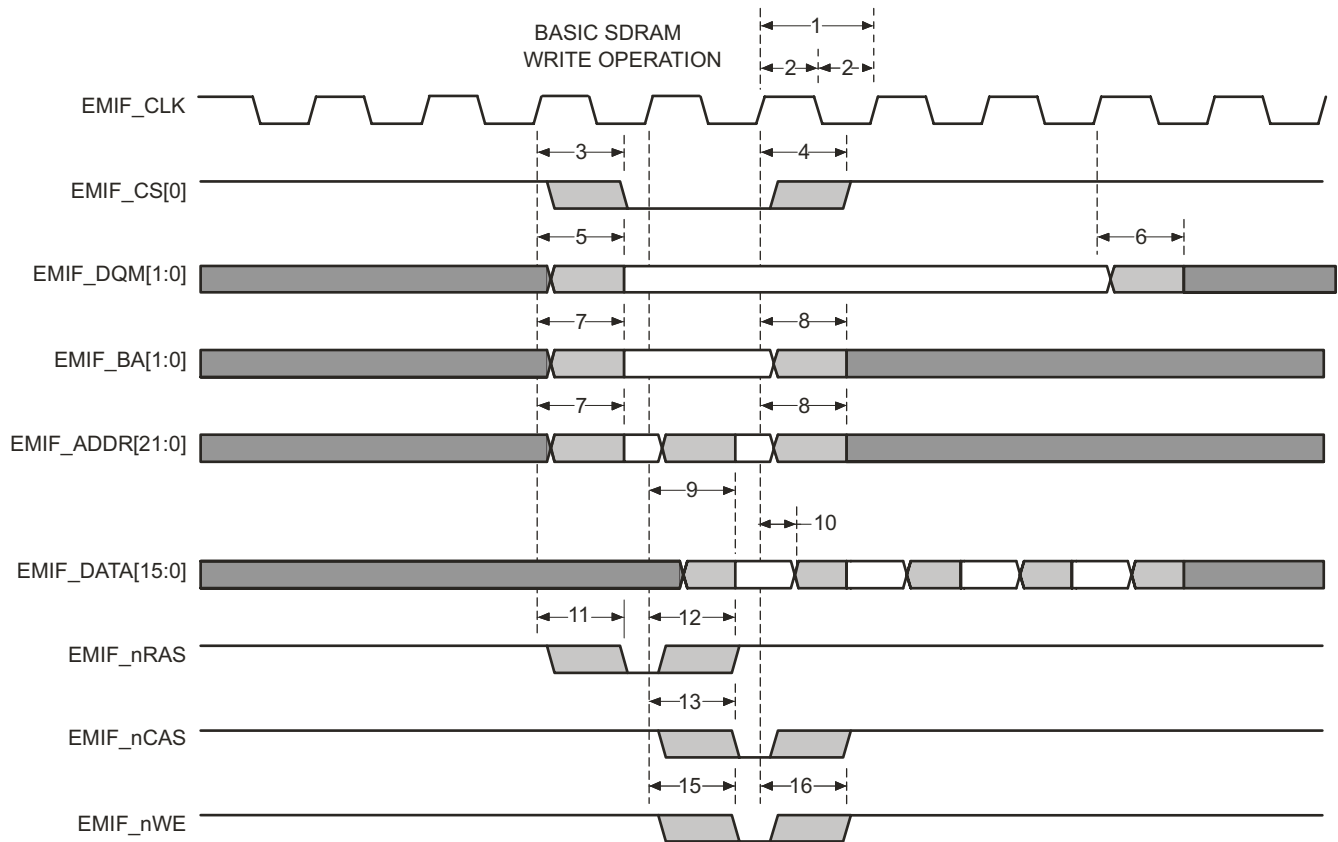 BASIC SDRAM
WRITE OPERATION
1
2 2
EMIF_CLK
3 4
EMIF_CS[0]
5 6
EMIF_DQM[1:0]
7 8
EMIF_BA[1:0]
7 8
EMIF_ADDR[21:0]
9
10
EMIF_DATA[15:0]
11 12
EMIF_nRAS
13
EMIF_nCAS
15 16
EMIF_nWE